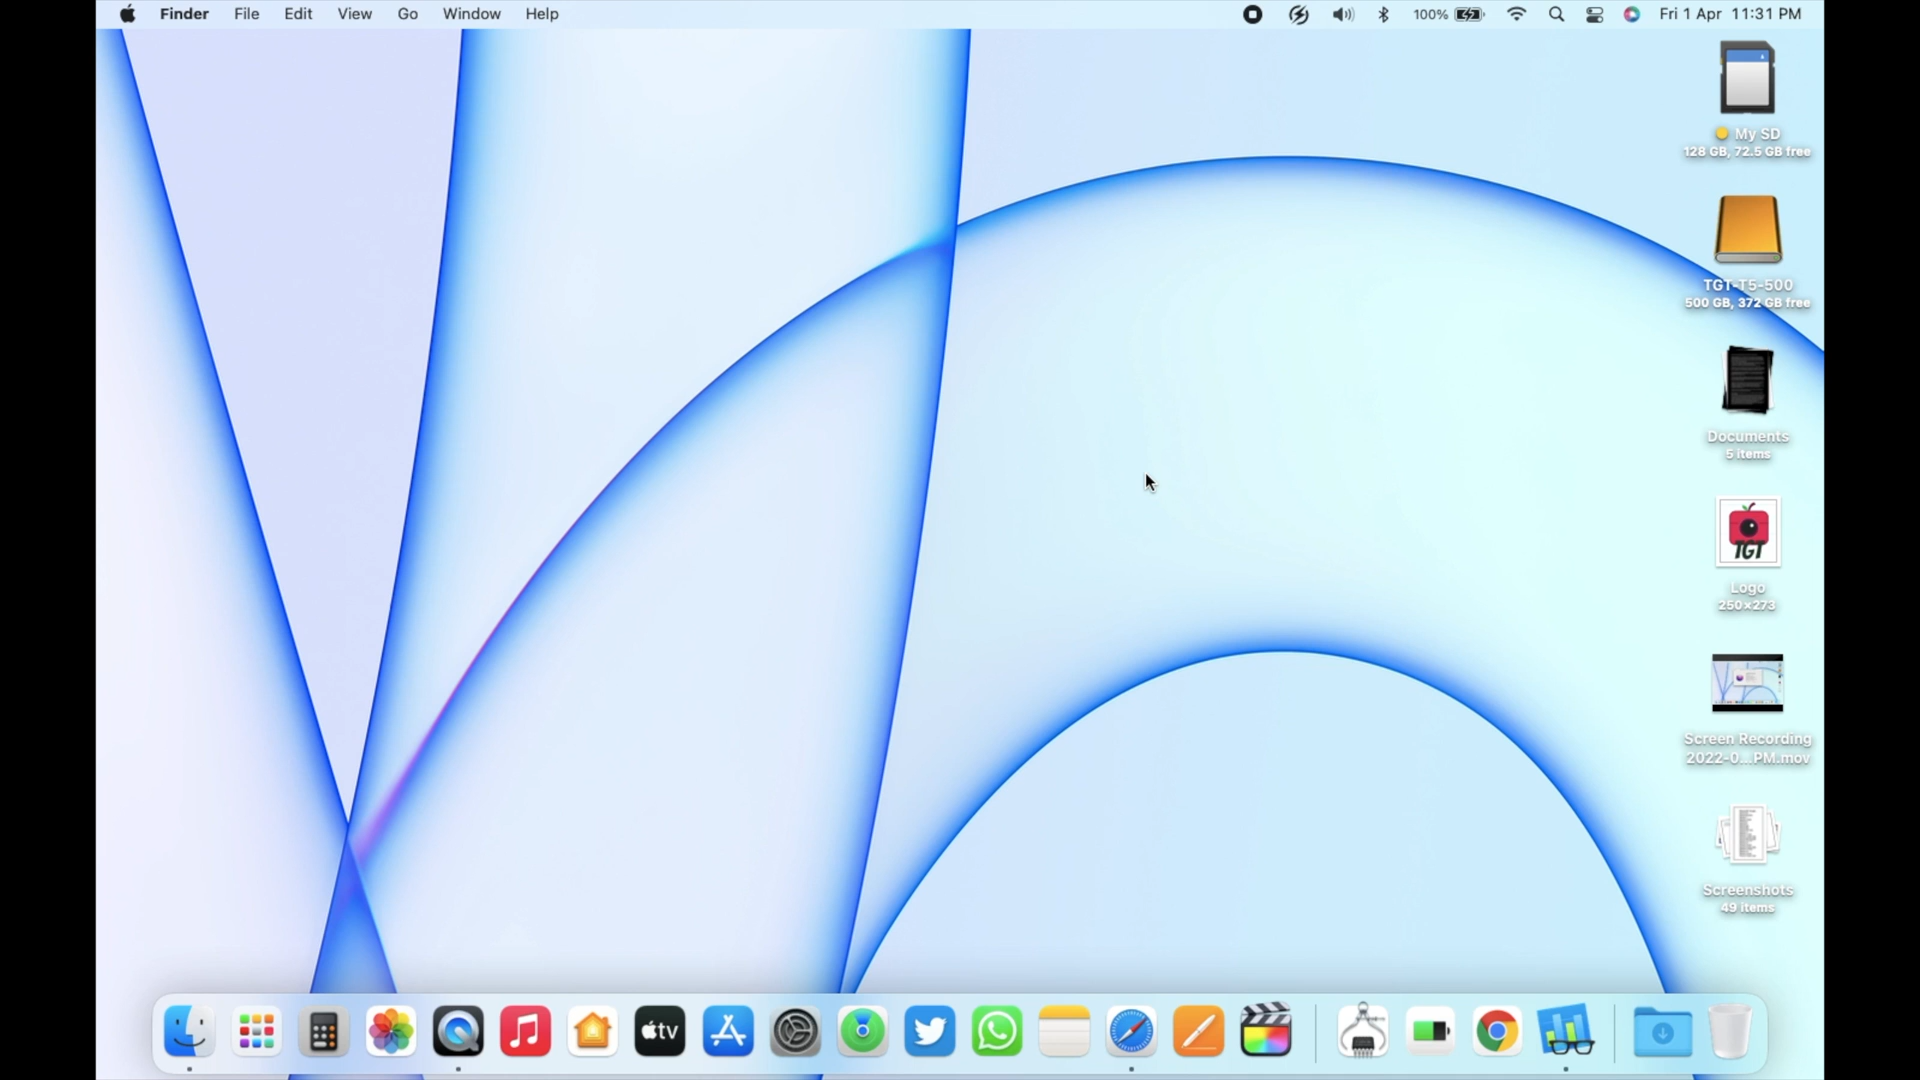 Finder File Edit View Go Window Help 100% Fri 1 Apr 11:31 PM
My SD
128 GB, 72.5 GB free
TGT-T5-500
500 GB, 372 GB free
Documents
5 items
TGT
Logo
250×273
Screen Recording
2022-0...PM.mov
Screenshots
49 items
tv